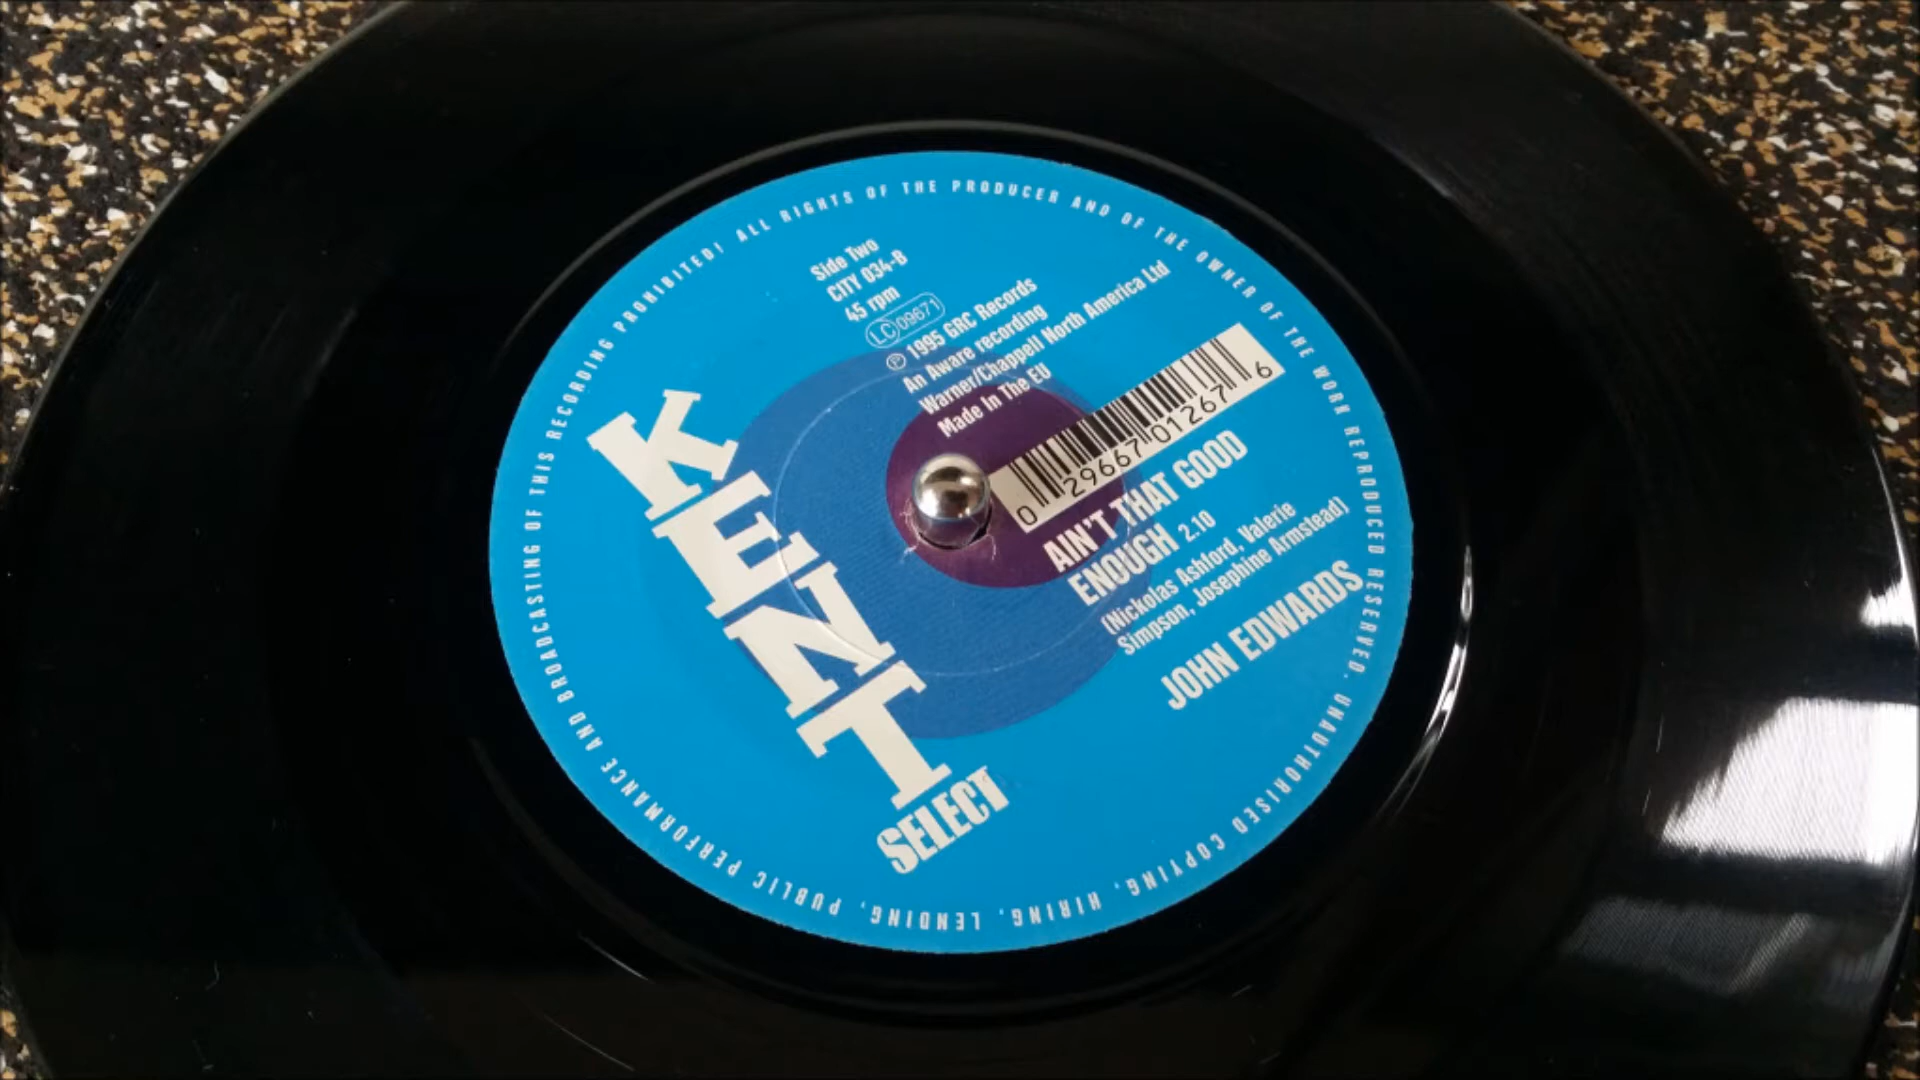 Side Two
CITY 034-B
45 rpm
LC 09671
℗ 1995 GRC Records
An Aware recording
Warner/Chappell North America Ltd
Made In The EU
0 29667 01267 6
AIN'T THAT GOOD
ENOUGH 2.10
(Nickolas Ashford, Valerie
Simpson, Josephine Armstead)
JOHN EDWARDS
KENT
SELECT
ALL RIGHTS OF THE PRODUCER AND OF THE OWNER OF THE WORK REPRODUCED RESERVED. UNAUTHORISED COPYING, HIRING, LENDING, PUBLIC PERFORMANCE AND BROADCASTING OF THIS RECORDING PROHIBITED!